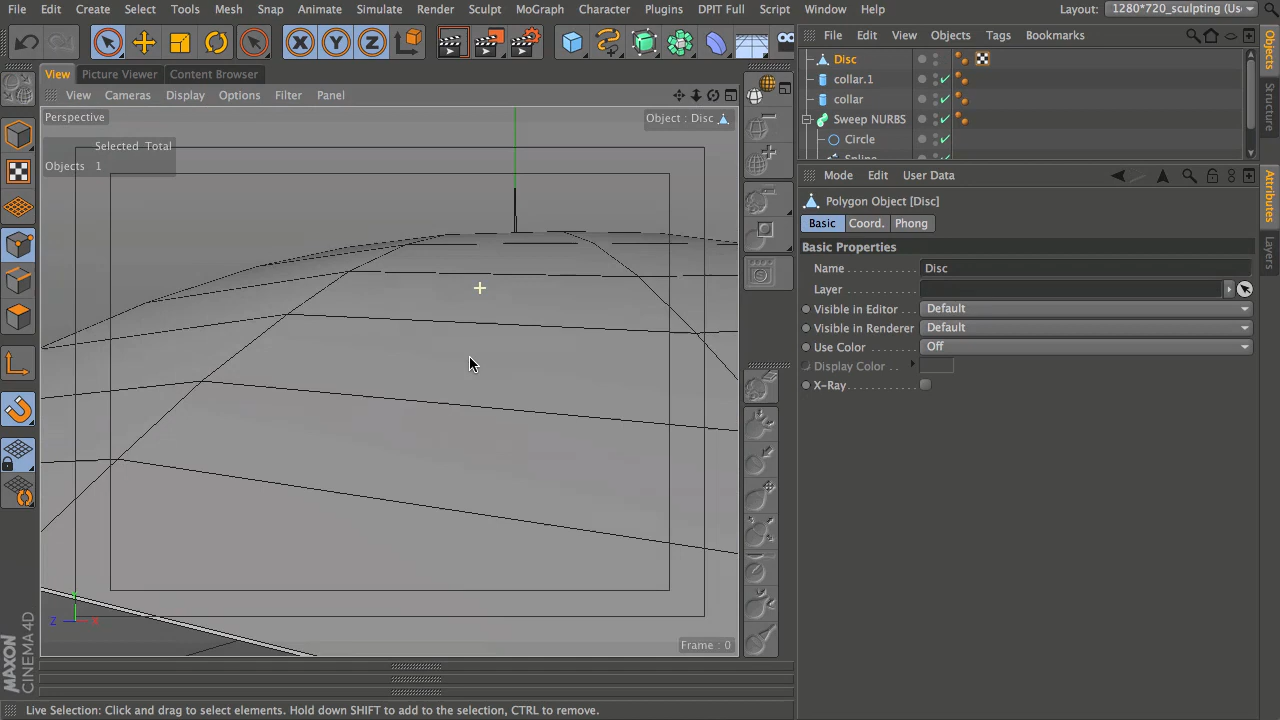 File Edit Create Select Tools Mesh Snap Animate Simulate Render Sculpt MoGraph Character Plugins DPIT Full Script Window Help Layout: 1280*720_sculpting (Us
X Y Z
File Edit View Objects Tags Bookmarks
Disc
collar.1
collar
Sweep NURBS
Circle
Spline
View Picture Viewer Content Browser
View Cameras Display Options Filter Panel
Perspective
Object : Disc
Selected Total
Objects 1
Z X
Frame : 0
Mode Edit User Data
Polygon Object [Disc]
Basic Coord. Phong
Basic Properties
Name Disc
Layer
Visible in Editor Default
Visible in Renderer Default
Use Color Off
Display Color
X-Ray
Objects
Structure
Attributes
Layers
MAXON
CINEMA 4D
Live Selection: Click and drag to select elements. Hold down SHIFT to add to the selection, CTRL to remove.